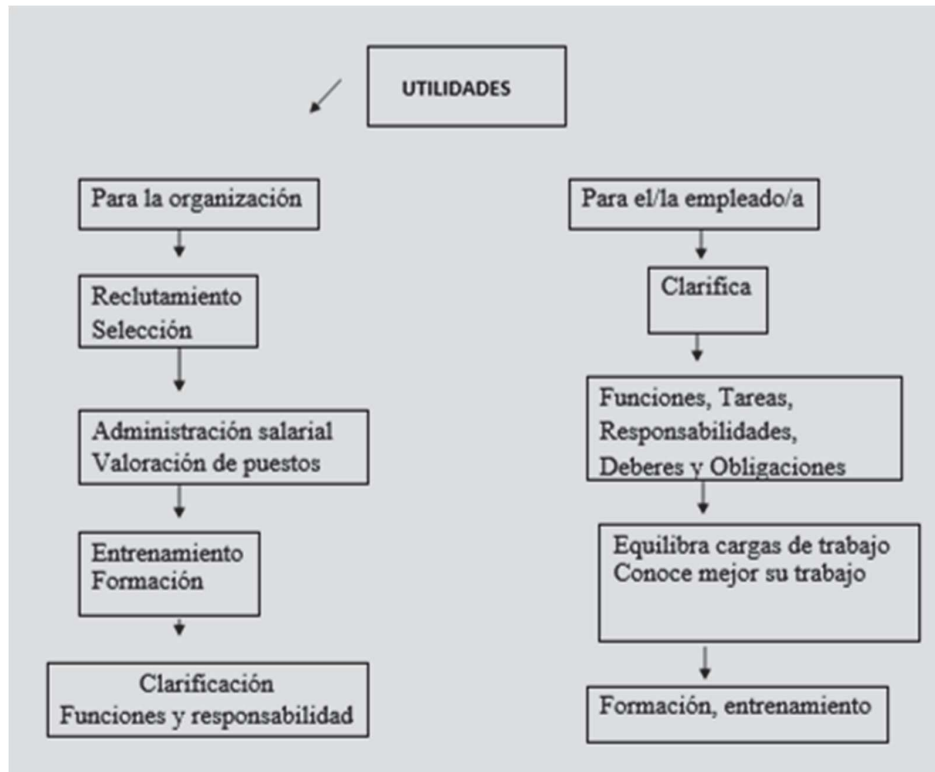 UTILIDADES
Para la organización
Reclutamiento
Selección
Administración salarial
Valoración de puestos
Entrenamiento
Formación
Clarificación
Funciones y responsabilidad
Para el/la empleado/a
Clarifica
Funciones, Tareas,
Responsabilidades,
Deberes y Obligaciones
Equilibra cargas de trabajo
Conoce mejor su trabajo
Formación, entrenamiento